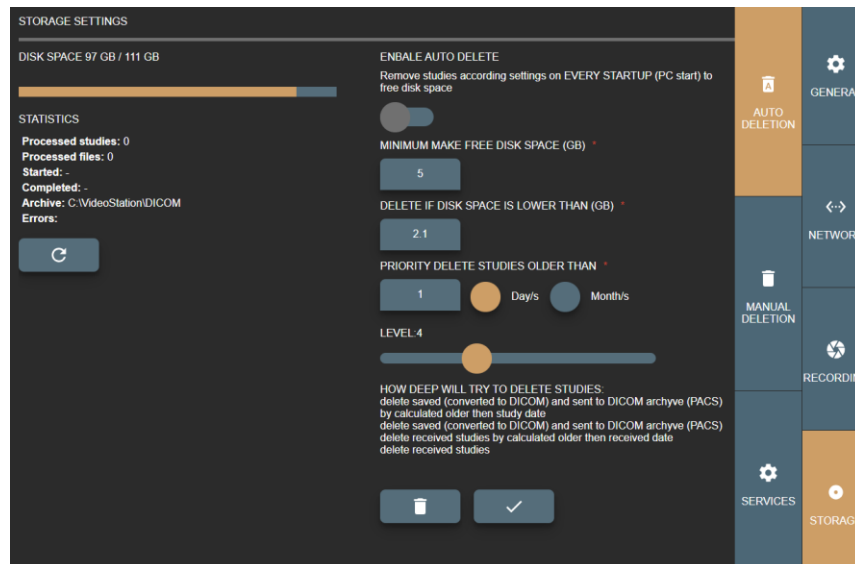 STORAGE SETTINGS
DISK SPACE 97 GB / 111 GB
STATISTICS
Processed studies: 0
Processed files: 0
Started: -
Completed: -
Archive: C:\VideoStation\DICOM
Errors:
ENBALE AUTO DELETE
Remove studies according settings on EVERY STARTUP (PC start) to
free disk space
MINIMUM MAKE FREE DISK SPACE (GB) *
5
DELETE IF DISK SPACE IS LOWER THAN (GB) *
2.1
PRIORITY DELETE STUDIES OLDER THAN *
1
Day/s
Month/s
LEVEL:4
HOW DEEP WILL TRY TO DELETE STUDIES:
delete saved (converted to DICOM) and sent to DICOM archyve (PACS)
by calculated older then study date
delete saved (converted to DICOM) and sent to DICOM archyve (PACS)
delete received studies by calculated older then received date
delete received studies
A
AUTO
DELETION
MANUAL
DELETION
SERVICES
GENERA
NETWOR
RECORDIN
STORAG